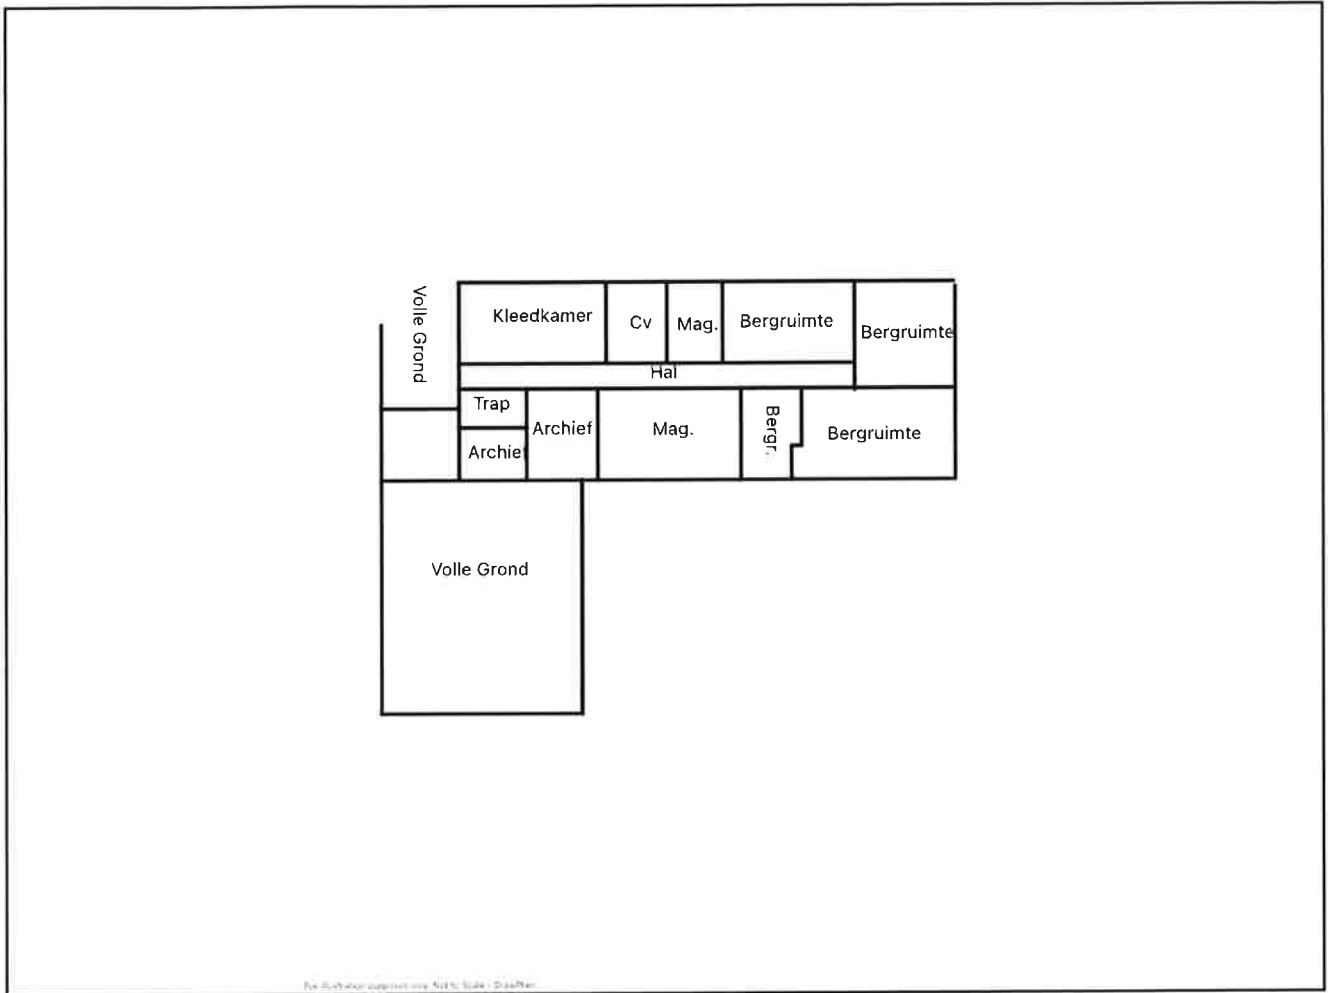 Volle Grond
Kleedkamer
Cv
Mag.
Bergruimte
Bergruimte
Hal
Trap
Archief
Archief
Mag.
Bergr.
Bergruimte
Volle Grond